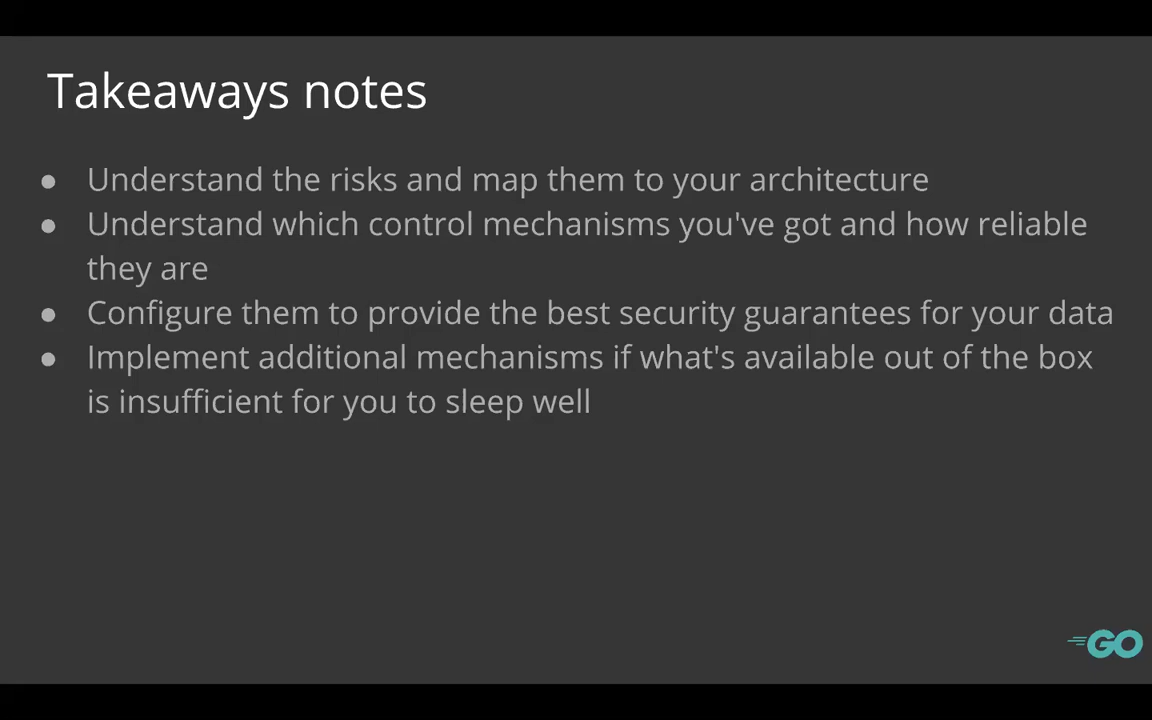 Takeaways notes
● Understand the risks and map them to your architecture
● Understand which control mechanisms you've got and how reliable
they are
● Configure them to provide the best security guarantees for your data
● Implement additional mechanisms if what's available out of the box
is insufficient for you to sleep well
GO